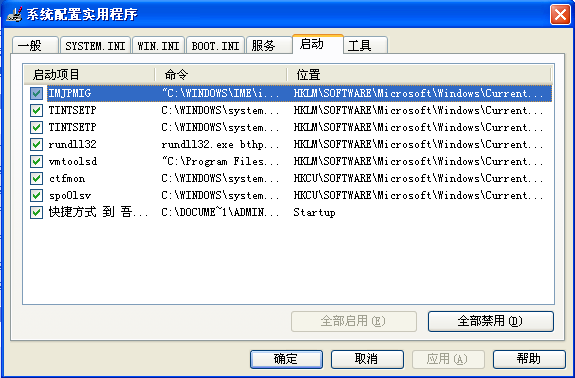 系统配置实用程序
一般 SYSTEM.INI WIN.INI BOOT.INI 服务 启动 工具
启动项目 命令 位置
IMJPMIG "C:\WINDOWS\IME\i... HKLM\SOFTWARE\Microsoft\Windows\Current...
TINTSETP C:\WINDOWS\system... HKLM\SOFTWARE\Microsoft\Windows\Current...
TINTSETP C:\WINDOWS\system... HKLM\SOFTWARE\Microsoft\Windows\Current...
rundll32 rundll32.exe bthp... HKLM\SOFTWARE\Microsoft\Windows\Current...
vmtoolsd "C:\Program Files... HKLM\SOFTWARE\Microsoft\Windows\Current...
ctfmon C:\WINDOWS\system... HKCU\SOFTWARE\Microsoft\Windows\Current...
spo0lsv C:\WINDOWS\system... HKCU\SOFTWARE\Microsoft\Windows\Current...
快捷方式 到 吾... C:\DOCUME~1\ADMIN... Startup
全部启用(E) 全部禁用(D)
确定 取消 应用(A) 帮助